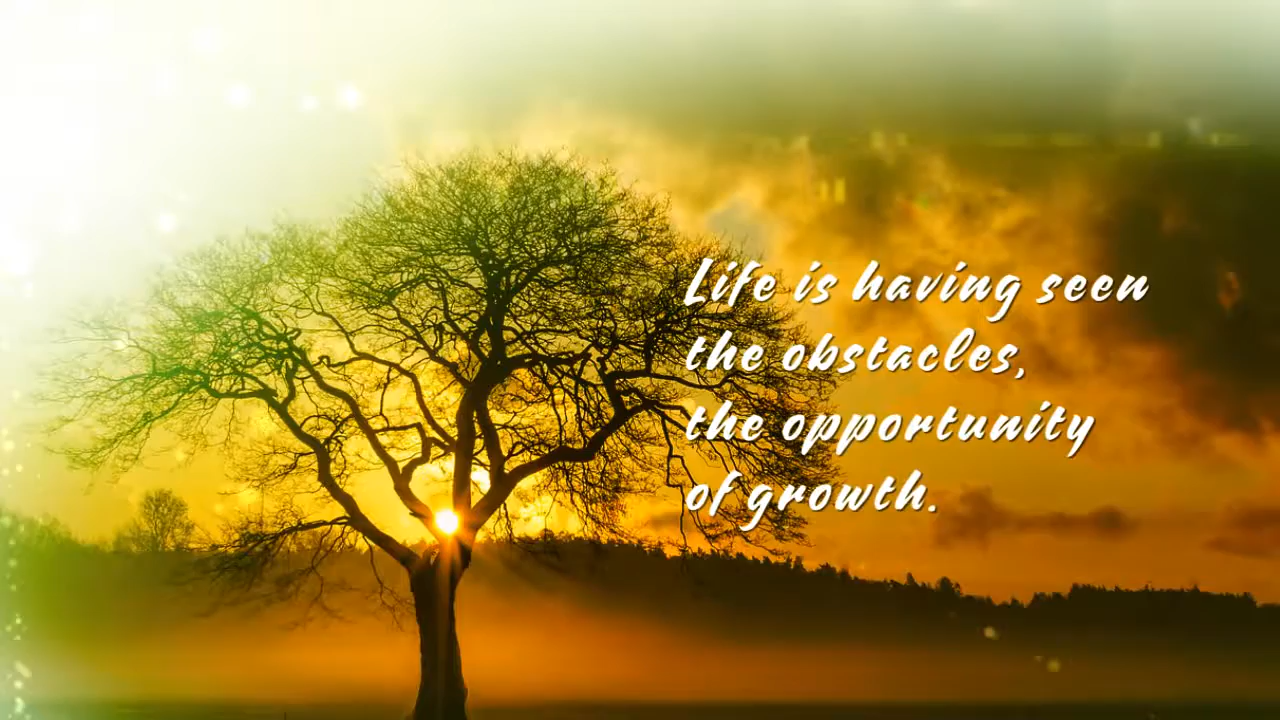 Life is having seen
the obstacles,
the opportunity
of growth.